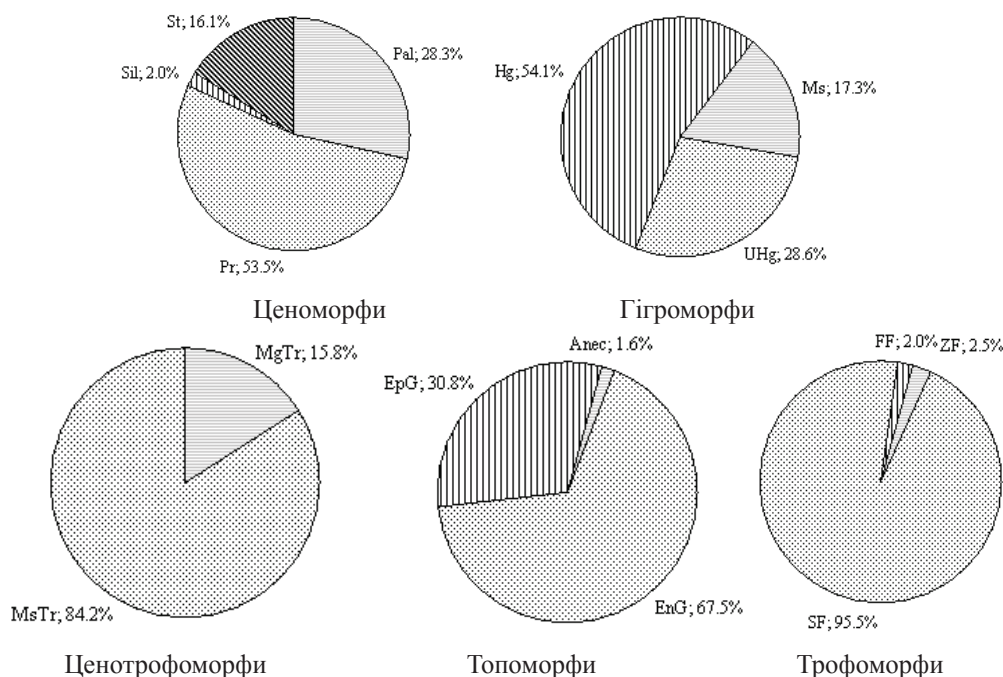 St; 16.1%
Pal; 28.3%
Sil; 2.0%
Pr; 53.5%
Ценоморфи
Hg; 54.1%
Ms; 17.3%
UHg; 28.6%
Гігроморфи
MgTr; 15.8%
MsTr; 84.2%
Ценотрофоморфи
Anec; 1.6%
EpG; 30.8%
EnG; 67.5%
Топоморфи
FF; 2.0%
ZF; 2.5%
SF; 95.5%
Трофоморфи